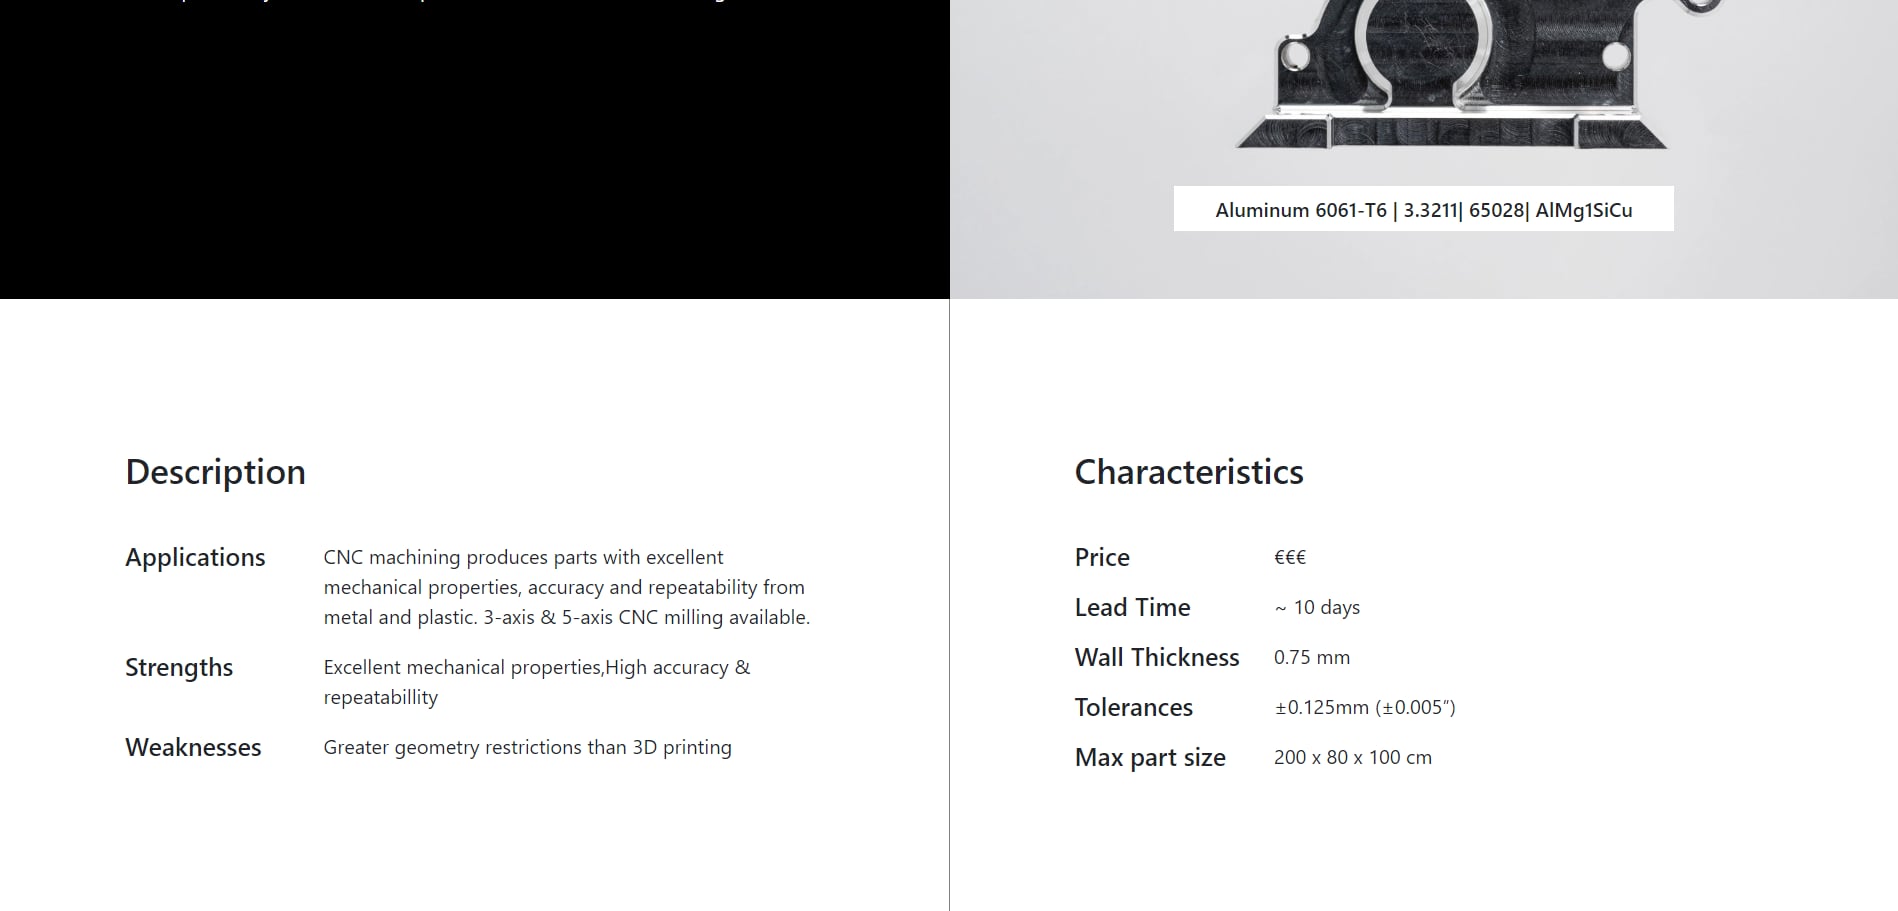 Aluminum 6061-T6 | 3.3211| 65028| AlMg1SiCu
Description
Applications
CNC machining produces parts with excellent
mechanical properties, accuracy and repeatability from
metal and plastic. 3-axis & 5-axis CNC milling available.
Strengths
Excellent mechanical properties,High accuracy &
repeatabillity
Weaknesses
Greater geometry restrictions than 3D printing
Characteristics
Price €€€
Lead Time ~ 10 days
Wall Thickness 0.75 mm
Tolerances ±0.125mm (±0.005″)
Max part size 200 x 80 x 100 cm